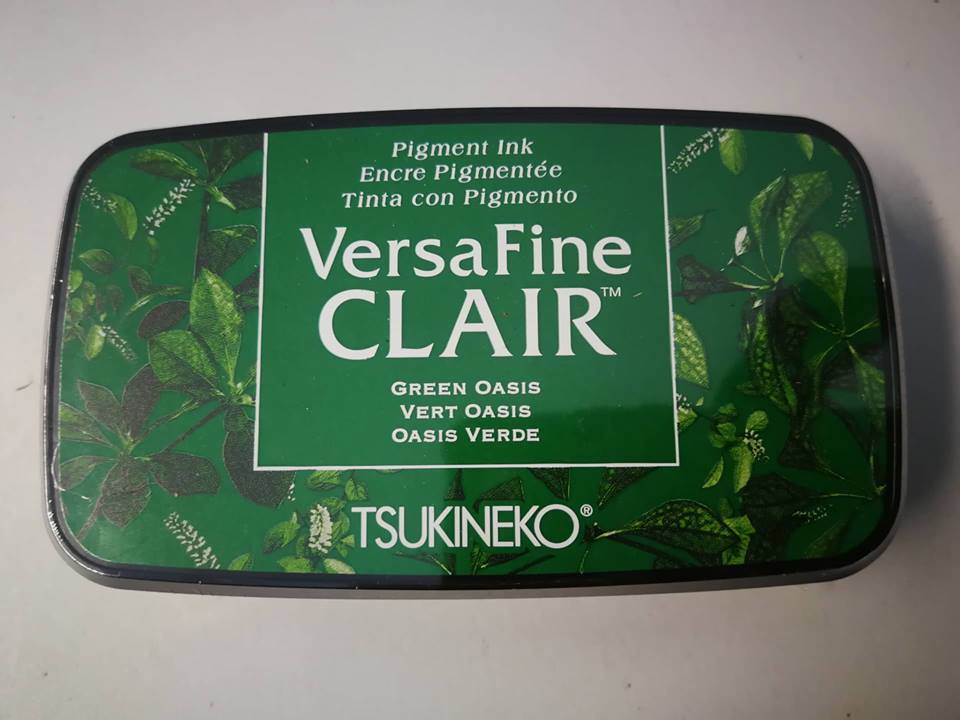 Pigment Ink
Encre Pigmentée
Tinta con Pigmento
VersaFine
CLAIR™
GREEN OASIS
VERT OASIS
OASIS VERDE
TSUKINEKO®